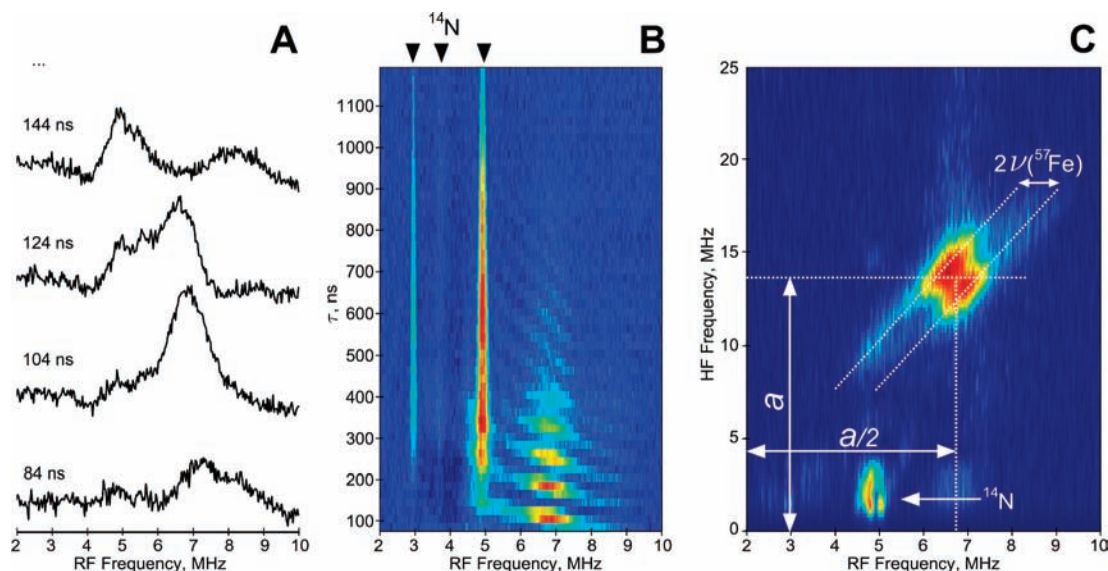 A
...
144 ns
124 ns
104 ns
84 ns
2 3 4 5 6 7 8 9 10
RF Frequency, MHz
¹⁴N
B
τ, ns
1100
1000
900
800
700
600
500
400
300
200
100
2 3 4 5 6 7 8 9 10
RF Frequency, MHz
C
HF Frequency, MHz
25
20
15
10
5
0
2ν(⁵⁷Fe)
a
a/2
¹⁴N
2 3 4 5 6 7 8 9 10
RF Frequency, MHz